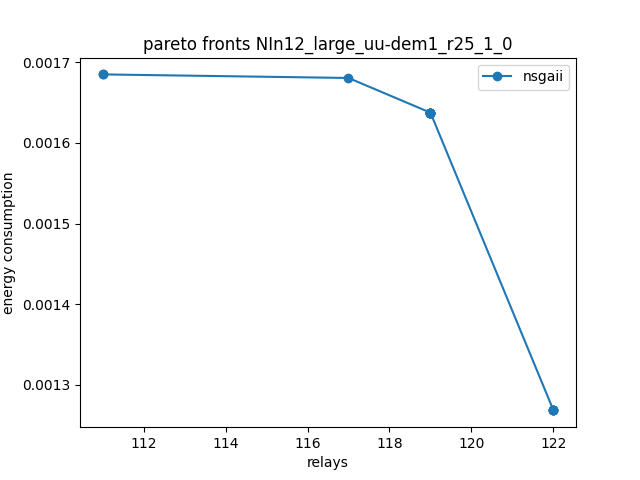 pareto fronts NIn12_large_uu-dem1_r25_1_0
nsgaii
energy consumption
0.0017
0.0016
0.0015
0.0014
0.0013
112 114 116 118 120 122
relays